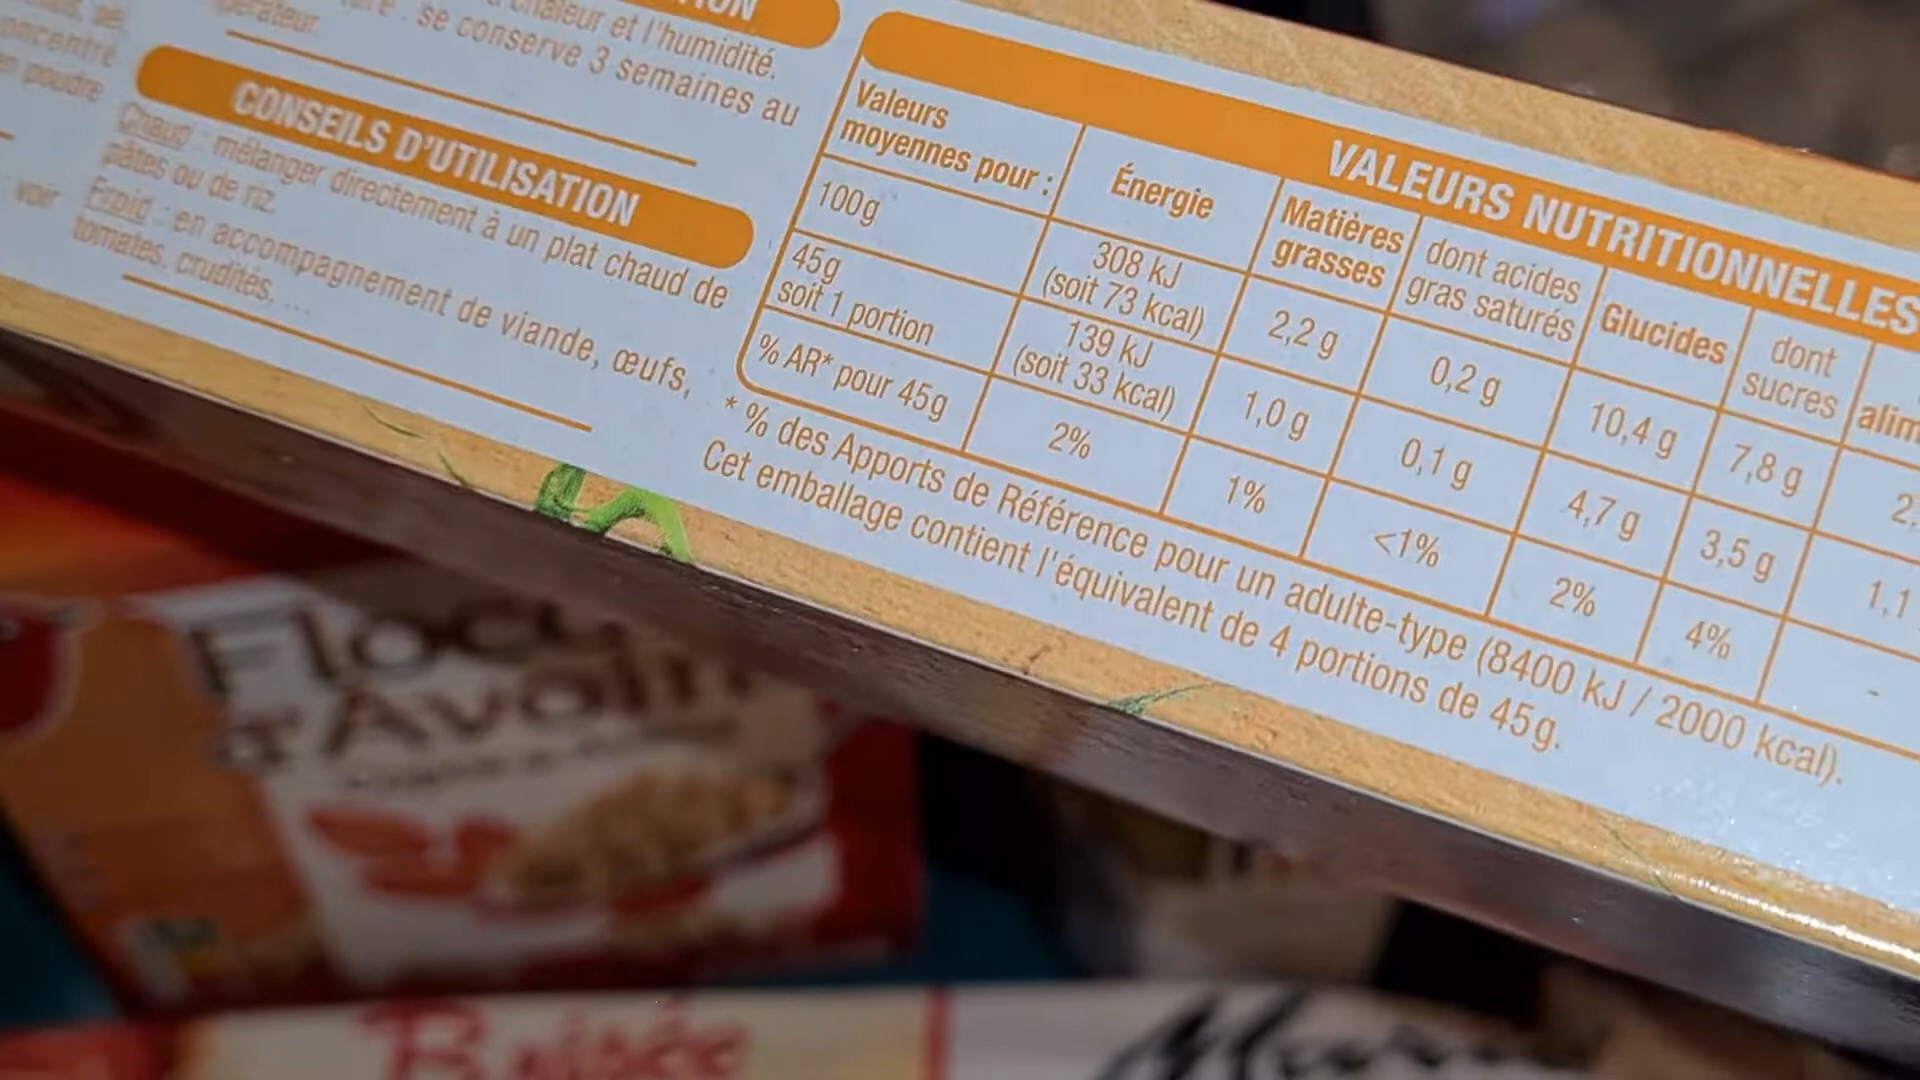 chaleur et l'humidité.
se conserve 3 semaines au
oncentré
poudre
voir
CONSEILS D'UTILISATION
Chaud : mélanger directement à un plat chaud de
pâtes ou de riz.
Froid : en accompagnement de viande, œufs,
tomates, crudités, ...
VALEURS NUTRITIONNELLES
Valeurs
moyennes pour :
Énergie
Matières
grasses
dont acides
gras saturés
Glucides
dont
sucres
alim
100g
308 kJ
(soit 73 kcal)
2,2 g
0,2 g
10,4 g
7,8 g
2,
45g
soit 1 portion
139 kJ
(soit 33 kcal)
1,0 g
0,1 g
4,7 g
3,5 g
1,1
% AR* pour 45g
2%
1%
<1%
2%
4%
-
* % des Apports de Référence pour un adulte-type (8400 kJ / 2000 kcal).
Cet emballage contient l'équivalent de 4 portions de 45g.